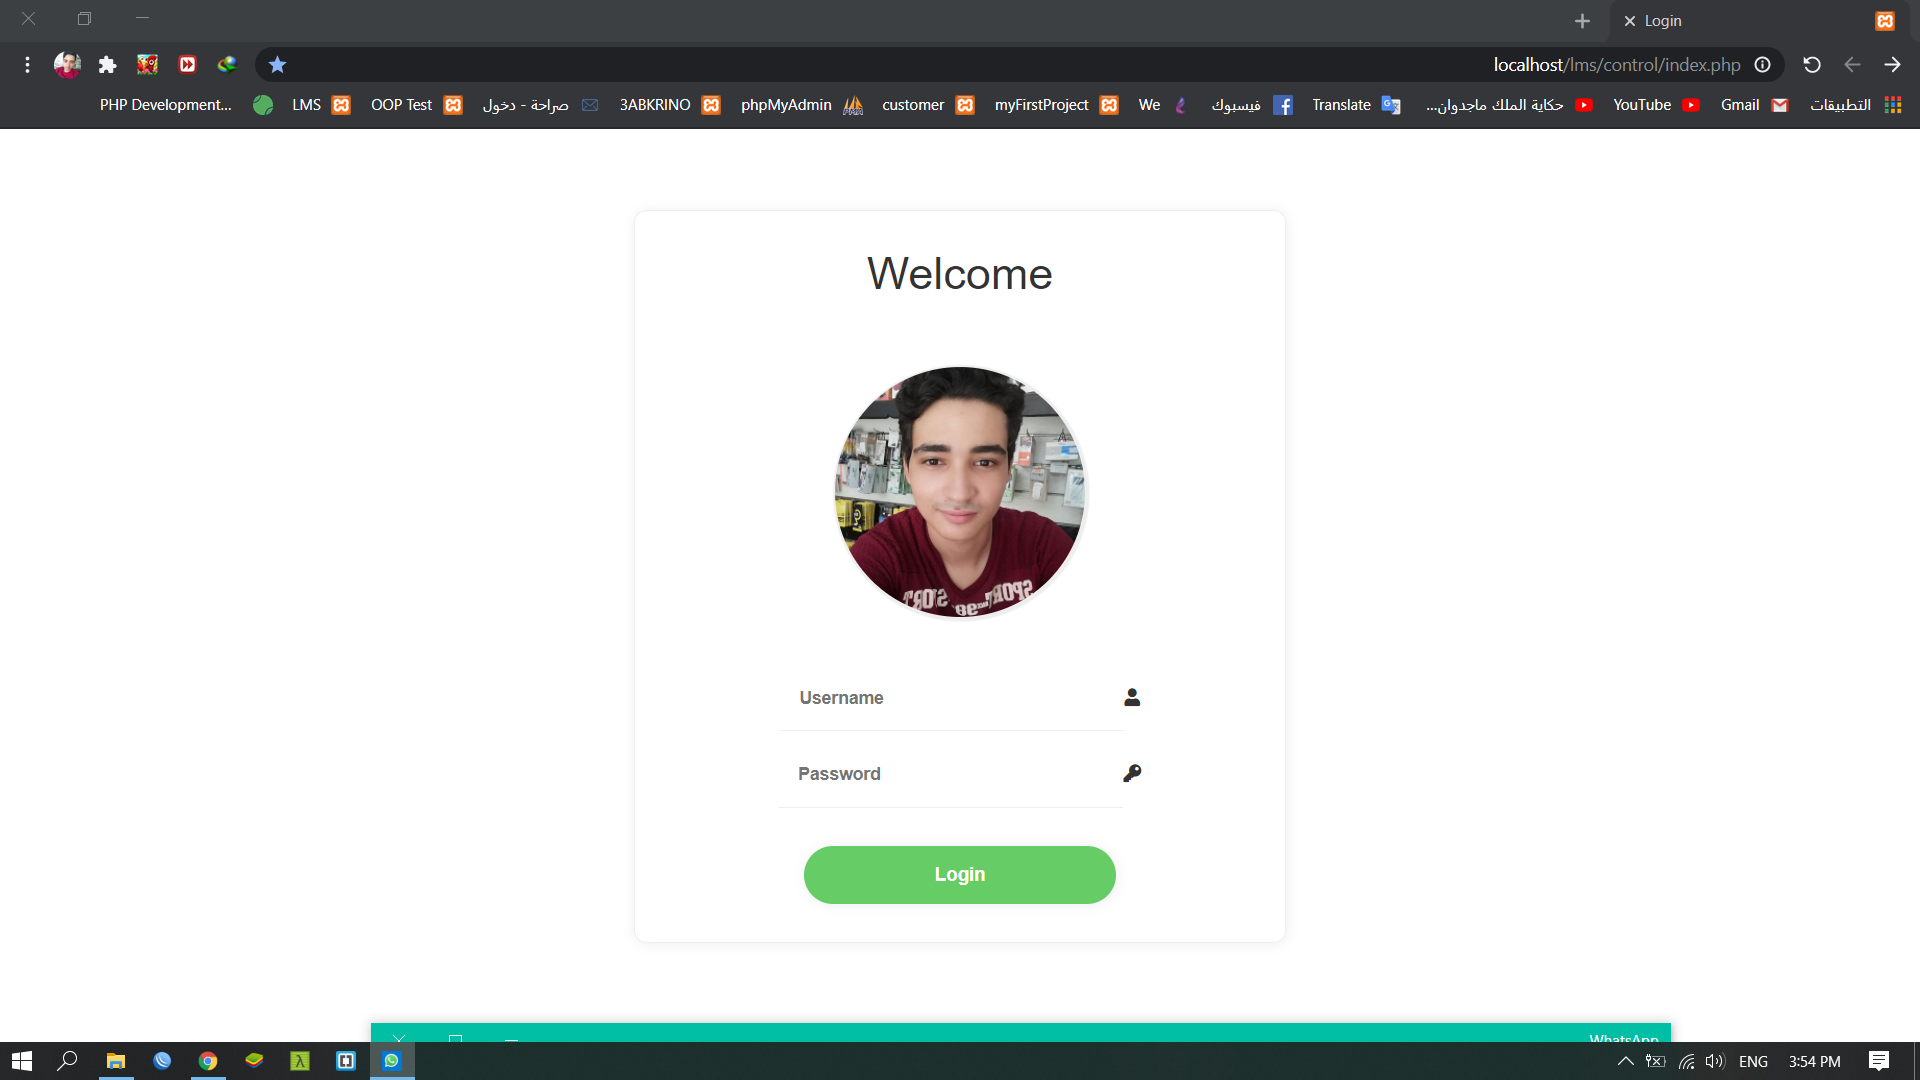 Login
localhost/lms/control/index.php
التطبيقات
Gmail
YouTube
حكاية الملك ماجدوان...
Translate
فيسبوك
We
myFirstProject
customer
phpMyAdmin
3ABKRINO
صراحة - دخول
OOP Test
LMS
PHP Development...
Welcome
SPORT
Username
Password
Login
WhatsApp
ENG
3:54 PM